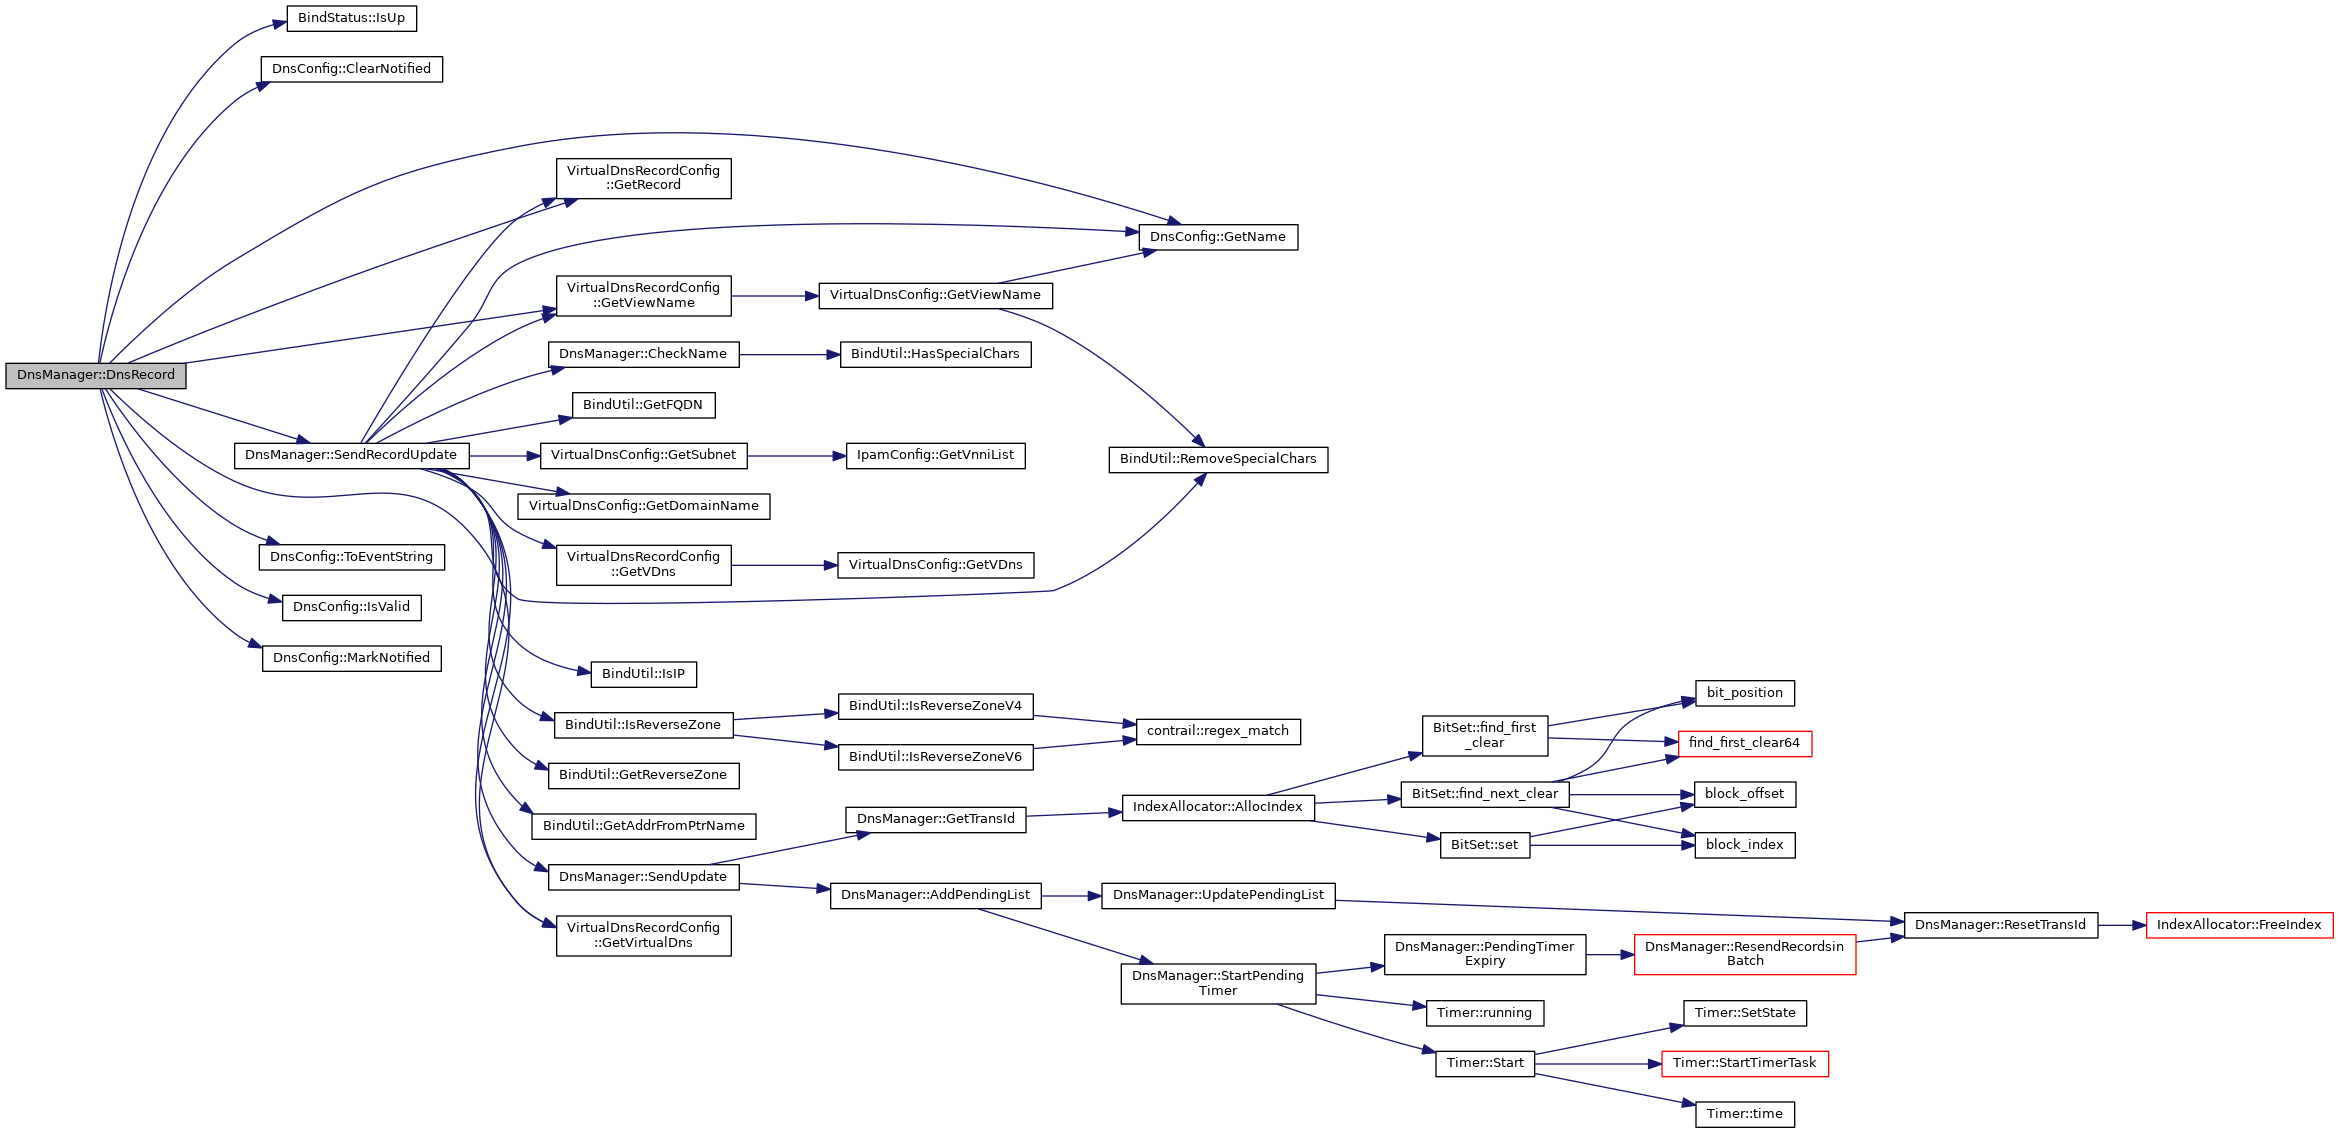 BindStatus::IsUp
DnsConfig::ClearNotified
VirtualDnsRecordConfig
::GetRecord
DnsConfig::GetName
VirtualDnsRecordConfig
::GetViewName
VirtualDnsConfig::GetViewName
DnsManager::CheckName
BindUtil::HasSpecialChars
DnsManager::DnsRecord
BindUtil::GetFQDN
DnsManager::SendRecordUpdate
VirtualDnsConfig::GetSubnet
IpamConfig::GetVnniList
BindUtil::RemoveSpecialChars
VirtualDnsConfig::GetDomainName
DnsConfig::ToEventString
VirtualDnsRecordConfig
::GetVDns
VirtualDnsConfig::GetVDns
DnsConfig::IsValid
DnsConfig::MarkNotified
BindUtil::IsIP
BindUtil::IsReverseZone
BindUtil::IsReverseZoneV4
BindUtil::IsReverseZoneV6
contrail::regex_match
BitSet::find_first
_clear
bit_position
find_first_clear64
BindUtil::GetReverseZone
BitSet::find_next_clear
block_offset
IndexAllocator::AllocIndex
DnsManager::GetTransId
BindUtil::GetAddrFromPtrName
BitSet::set
block_index
DnsManager::SendUpdate
DnsManager::AddPendingList
DnsManager::UpdatePendingList
DnsManager::ResetTransId
IndexAllocator::FreeIndex
VirtualDnsRecordConfig
::GetVirtualDns
DnsManager::PendingTimer
Expiry
DnsManager::ResendRecordsin
Batch
DnsManager::StartPending
Timer
Timer::running
Timer::SetState
Timer::Start
Timer::StartTimerTask
Timer::time